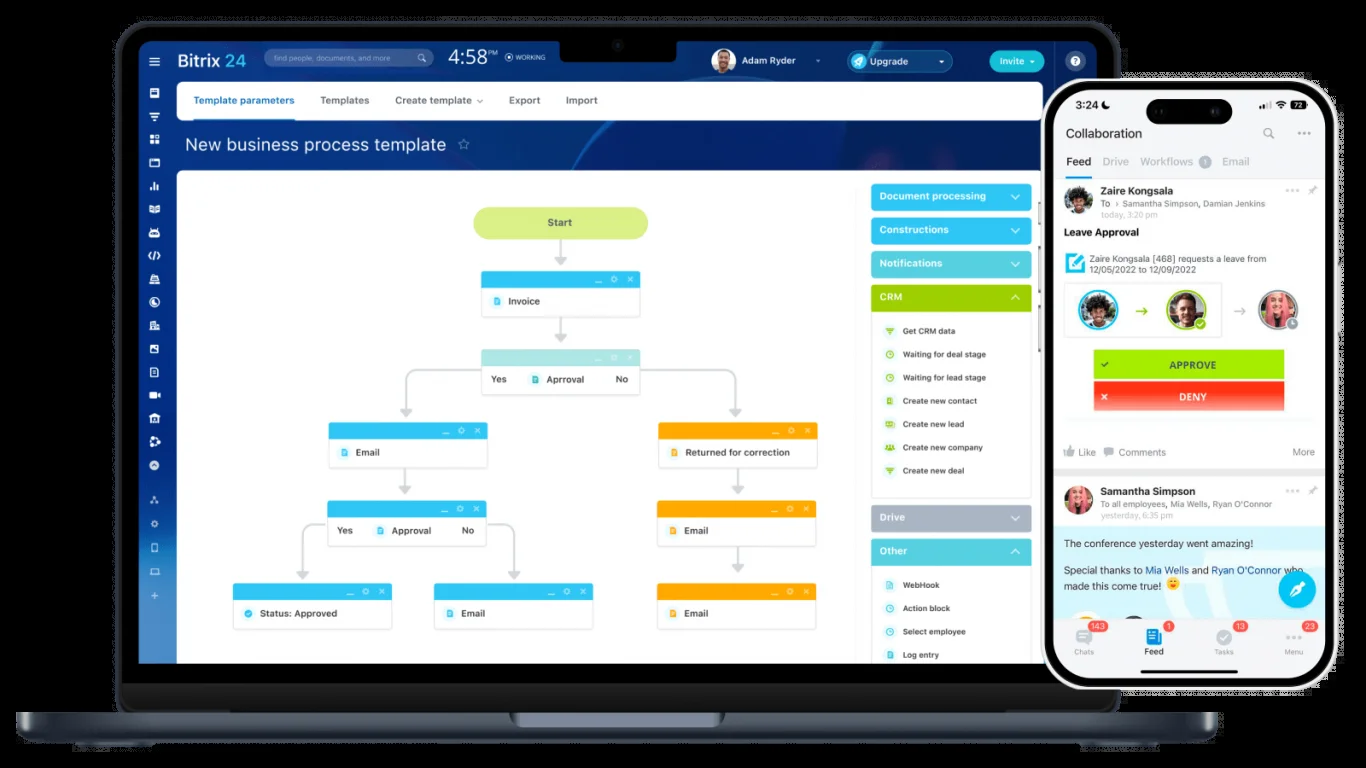 Bitrix 24
find people, documents, and more
4:58 PM
WORKING
Adam Ryder
Upgrade
Invite
?
Template parameters
Templates
Create template
Export
Import
New business process template
Start
Invoice
Yes
Aprroval
No
Email
Returned for correction
Yes
Approval
No
Email
Status: Approved
Email
Email
Document processing
Constructions
Notifications
CRM
Get CRM data
Waiting for deal stage
Waiting for lead stage
Create new contact
Create new lead
Create new company
Create new deal
Drive
Other
WebHook
Action block
Select employee
Log entry
3:24
72
Collaboration
Feed
Drive
Workflows
Email
Zaire Kongsala
To › Samantha Simpson, Damian Jenkins
today, 3:20 pm
Leave Approval
Zaire Kongsala [468] requests a leave from
12/05/2022 to 12/09/2022
APPROVE
DENY
Like
Comments
More
Samantha Simpson
To all employees, Mia Wells, Ryan O'Connor
yesterday, 6:35 pm
The conference yesterday went amazing!
Special thanks to Mia Wells and Ryan O'Connor who
made this come true!
143
1
13
23
Chats
Feed
Tasks
Menu